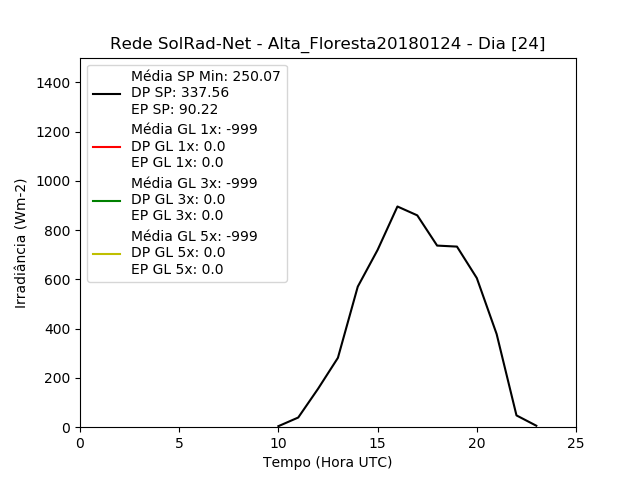 Rede SolRad-Net - Alta_Floresta20180124 - Dia [24]
Média SP Min: 250.07
DP SP: 337.56
EP SP: 90.22
Média GL 1x: -999
DP GL 1x: 0.0
EP GL 1x: 0.0
Média GL 3x: -999
DP GL 3x: 0.0
EP GL 3x: 0.0
Média GL 5x: -999
DP GL 5x: 0.0
EP GL 5x: 0.0
Irradiância (Wm-2)
1400
1200
1000
800
600
400
200
0
0 5 10 15 20 25
Tempo (Hora UTC)